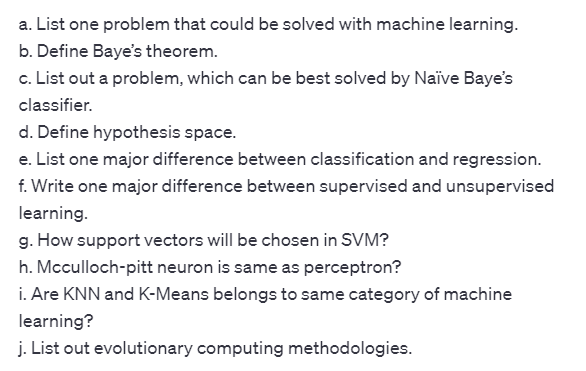 a. List one problem that could be solved with machine learning.
b. Define Baye's theorem.
c. List out a problem, which can be best solved by Naïve Baye's
classifier.
d. Define hypothesis space.
e. List one major difference between classification and regression.
f. Write one major difference between supervised and unsupervised
learning.
g. How support vectors will be chosen in SVM?
h. Mcculloch-pitt neuron is same as perceptron?
i. Are KNN and K-Means belongs to same category of machine
learning?
j. List out evolutionary computing methodologies.